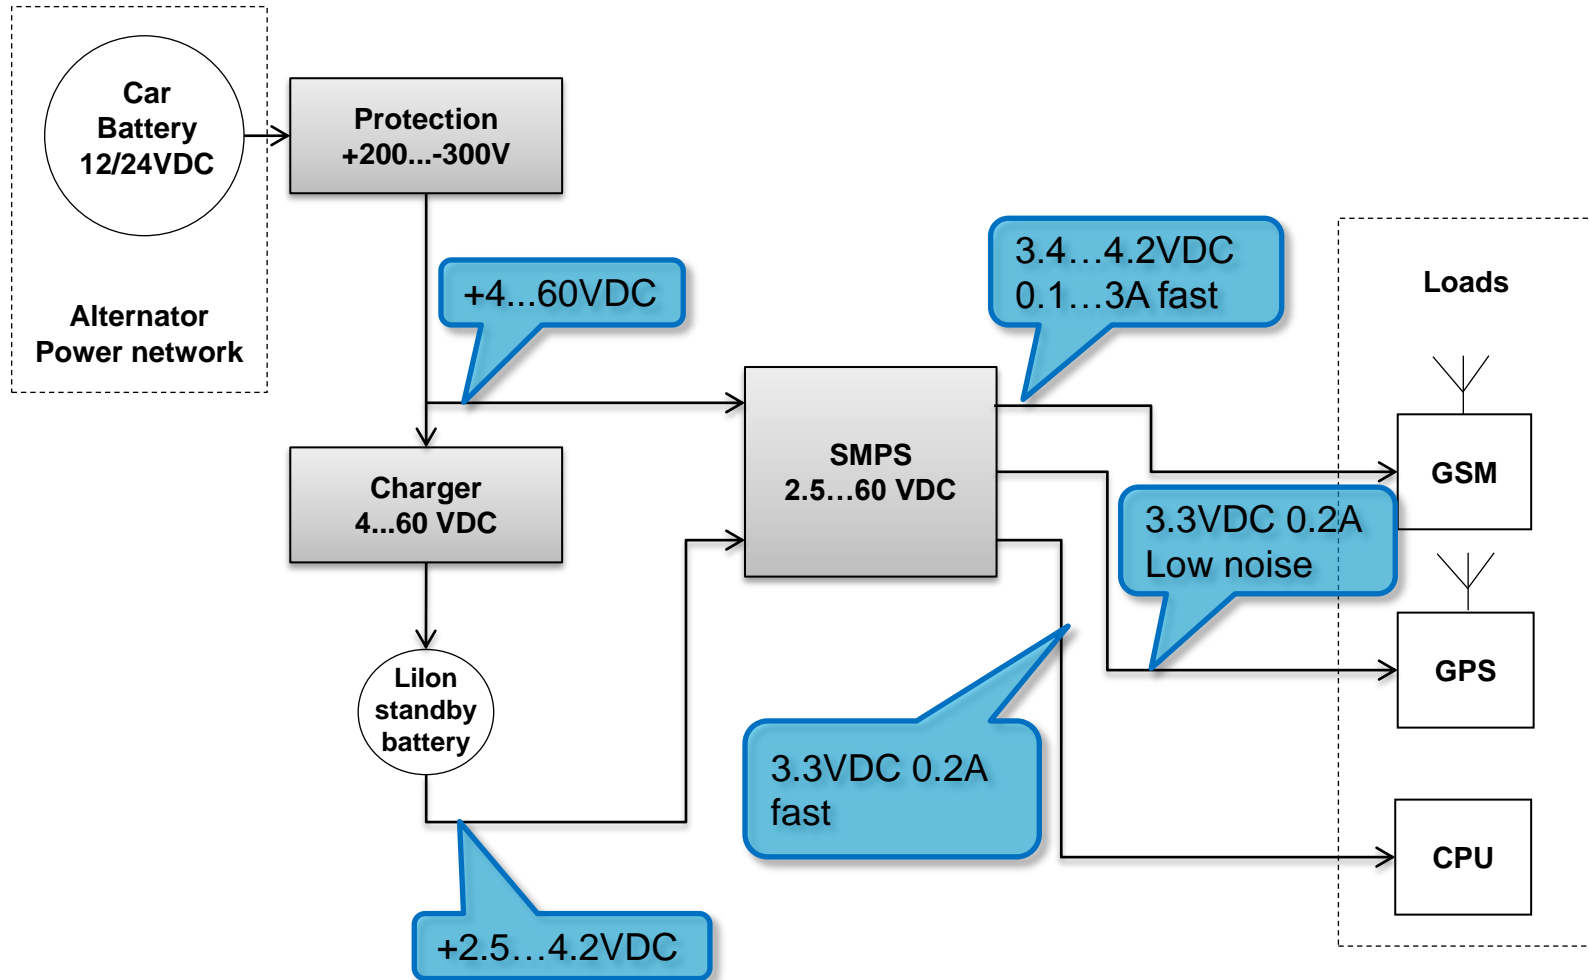 Car
Battery
12/24VDC
Alternator
Power network
Protection
+200...-300V
+4...60VDC
3.4…4.2VDC
0.1…3A fast
Loads
Charger
4...60 VDC
SMPS
2.5…60 VDC
GSM
3.3VDC 0.2A
Low noise
GPS
LiIon
standby
battery
3.3VDC 0.2A
fast
CPU
+2.5…4.2VDC